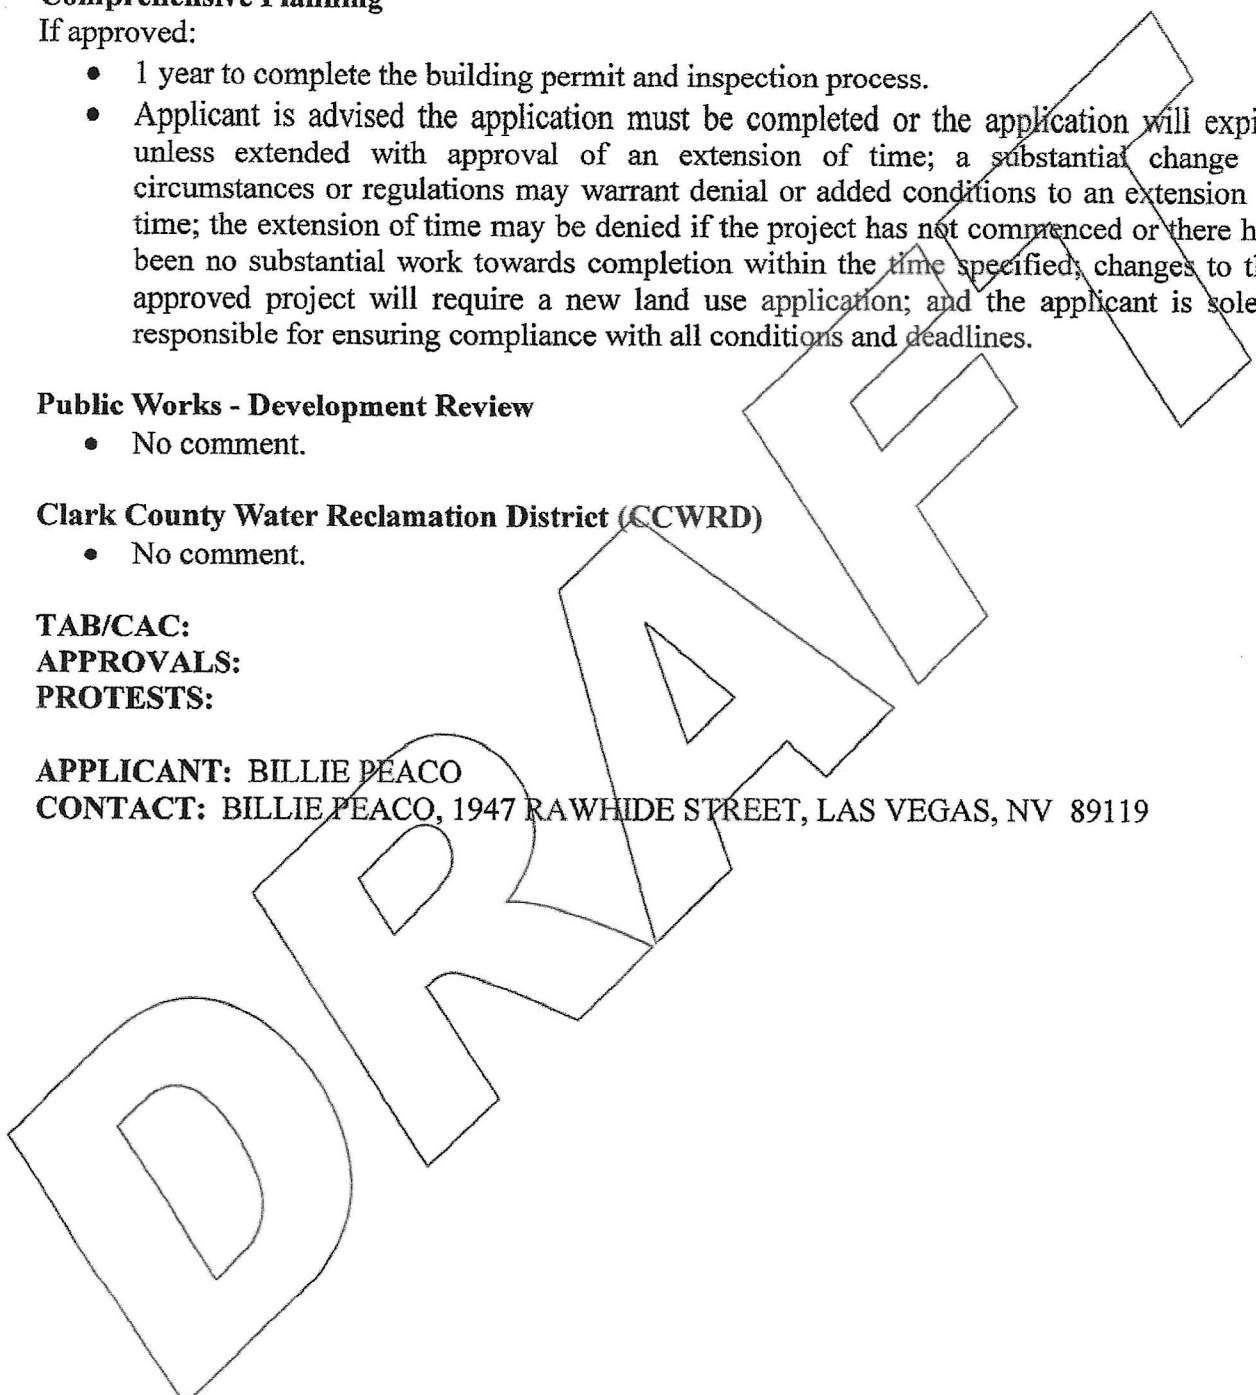 Comprehensive Planning
If approved:
• 1 year to complete the building permit and inspection process.
• Applicant is advised the application must be completed or the application will expi
unless extended with approval of an extension of time; a substantial change
circumstances or regulations may warrant denial or added conditions to an extension
time; the extension of time may be denied if the project has not commenced or there h
been no substantial work towards completion within the time specified; changes to t
approved project will require a new land use application; and the applicant is sole
responsible for ensuring compliance with all conditions and deadlines.
Public Works - Development Review
• No comment.
Clark County Water Reclamation District (CCWRD)
• No comment.
TAB/CAC:
APPROVALS:
PROTESTS:
APPLICANT: BILLIE PEACO
CONTACT: BILLIE PEACO, 1947 RAWHIDE STREET, LAS VEGAS, NV 89119
DRAFT